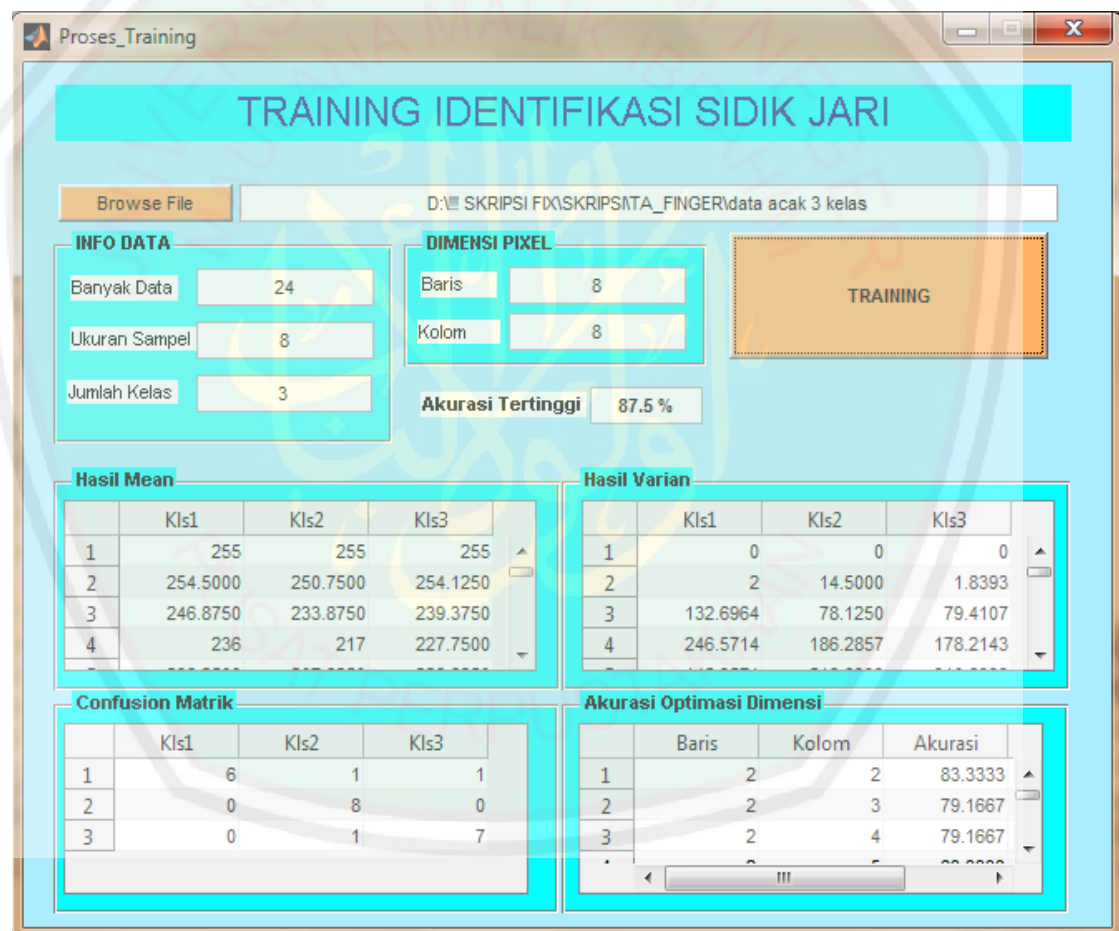 Proses_Training
TRAINING IDENTIFIKASI SIDIK JARI
Browse File
D:\!!! SKRIPSI FIX\SKRIPSI\TA_FINGER\data acak 3 kelas
INFO DATA
Banyak Data 24
Ukuran Sampel 8
Jumlah Kelas 3
DIMENSI PIXEL
Baris 8
Kolom 8
TRAINING
Akurasi Tertinggi 87.5 %
Hasil Mean
Kls1 Kls2 Kls3
1 255 255 255
2 254.5000 250.7500 254.1250
3 246.8750 233.8750 239.3750
4 236 217 227.7500
Hasil Varian
Kls1 Kls2 Kls3
1 0 0 0
2 2 14.5000 1.8393
3 132.6964 78.1250 79.4107
4 246.5714 186.2857 178.2143
Confusion Matrik
Kls1 Kls2 Kls3
1 6 1 1
2 0 8 0
3 0 1 7
Akurasi Optimasi Dimensi
Baris Kolom Akurasi
1 2 2 83.3333
2 2 3 79.1667
3 2 4 79.1667